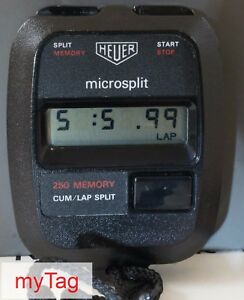 SPLIT
MEMORY
HEUER
START
STOP
microsplit
5 :5 .99
LAP
250 MEMORY
CUM/LAP SPLIT
myTag